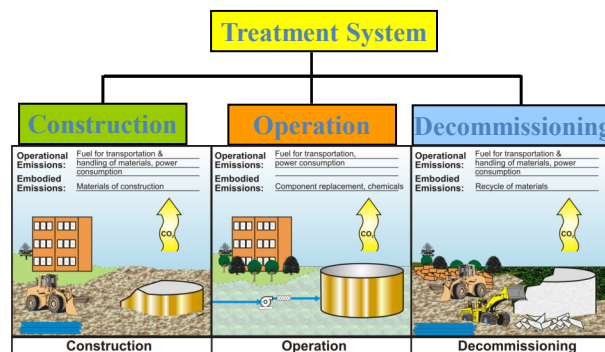 Treatment System
Construction
Operation
Decommissioning
Operational Emissions: Fuel for transportation &
handling of materials, power
consumption
Embodied
Emissions: Materials of construction
CO₂
Construction
Operational Emissions: Fuel for transportation,
power consumption
Embodied
Emissions: Component replacement, chemicals
CO₂
Operation
Operational Emissions: Fuel for transportation &
handling of materials, power
consumption
Embodied
Emissions: Recycle of materials
CO₂
Decommissioning